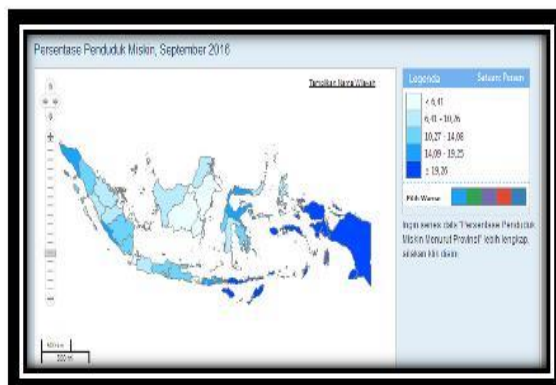 Persentase Penduduk Miskin, September 2016
Tampilkan Nama Wilayah
Legenda
Satuan: Persen
< 6,41
6,41 - 10,26
10,27 - 14,08
14,09 - 19,25
≥ 19,26
Pilih Warna
Ingin series data "Persentase Penduduk
Miskin Menurut Provinsi" lebih lengkap,
silakan klik disini